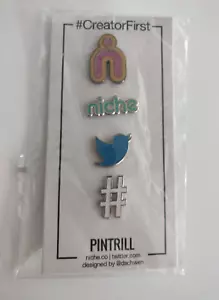 #CreatorFirst
niche
#
PINTRILL
niche.co | twitter.com
designed by @dschwen